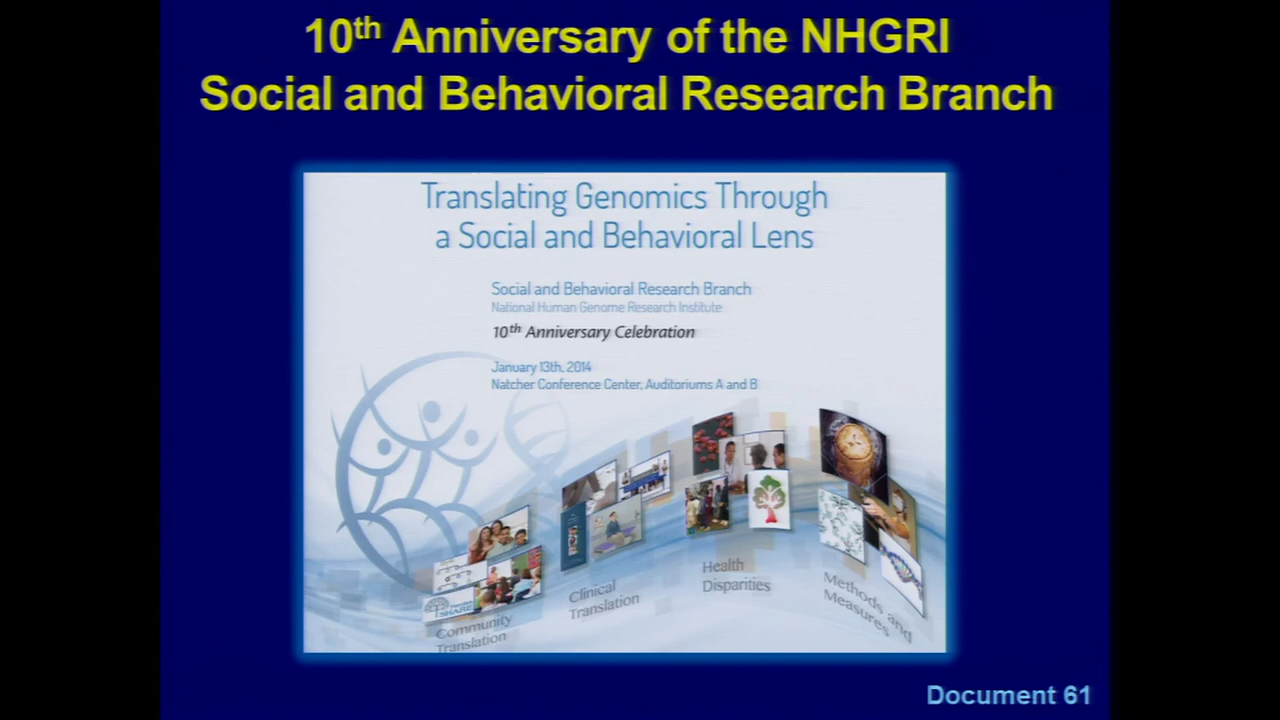 10th Anniversary of the NHGRI
Social and Behavioral Research Branch
Translating Genomics Through
a Social and Behavioral Lens
Social and Behavioral Research Branch
National Human Genome Research Institute
10th Anniversary Celebration
January 13th, 2014
Natcher Conference Center, Auditoriums A and B
SHARE
Community
Translation
Clinical
Translation
Health
Disparities
Methods and
Measures
Document 61